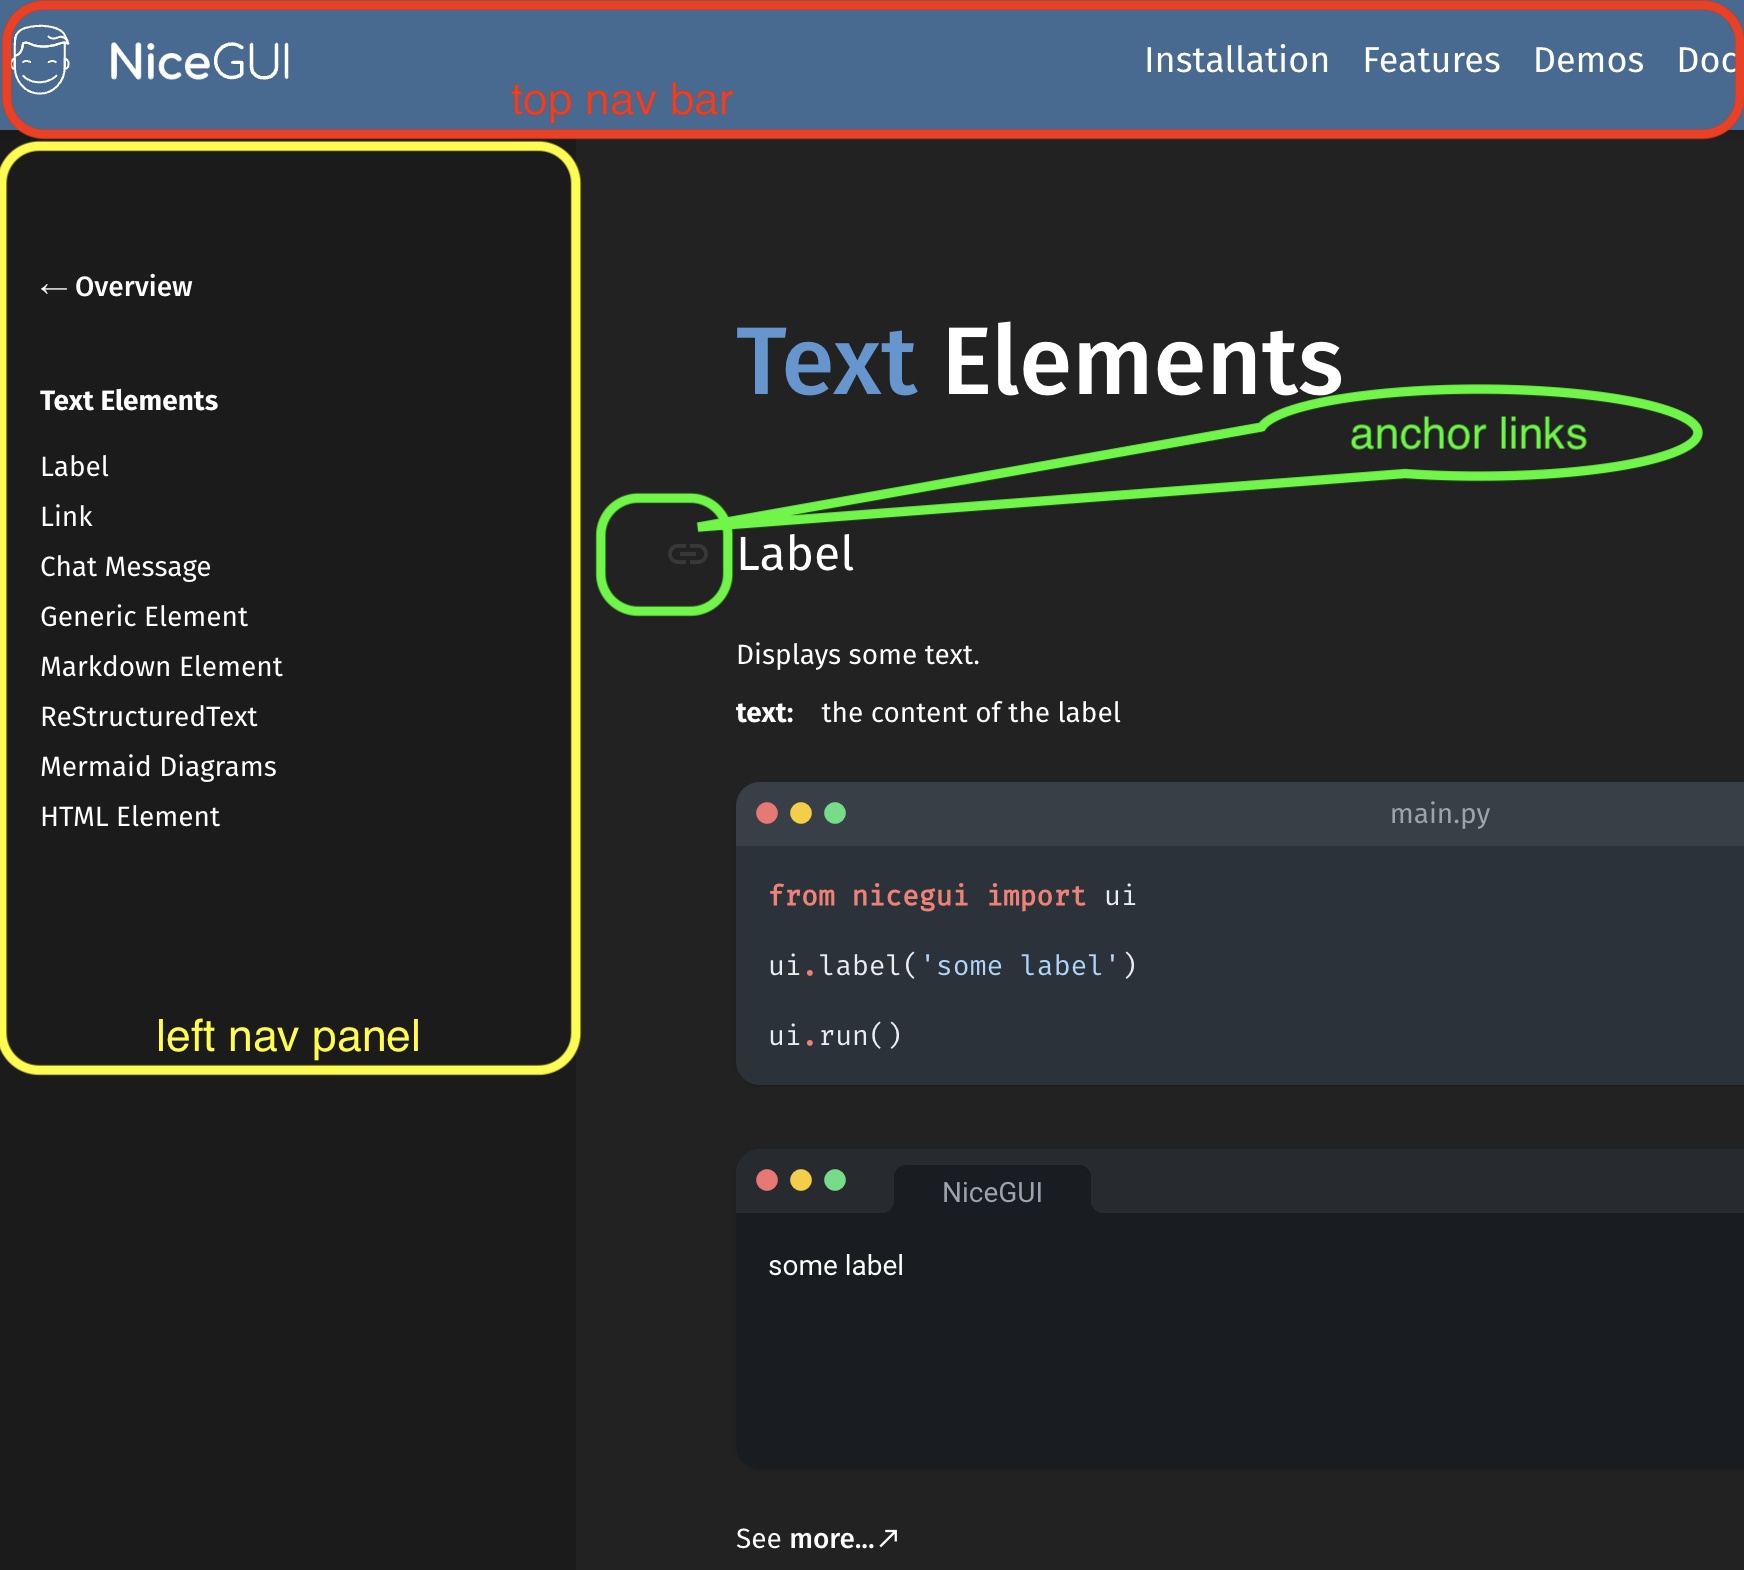 NiceGUI
Installation Features Demos Doc
top nav bar
← Overview
Text Elements
Label
Link
Chat Message
Generic Element
Markdown Element
ReStructuredText
Mermaid Diagrams
HTML Element
left nav panel
Text Elements
anchor links
Label
Displays some text.
text: the content of the label
main.py
from nicegui import ui
ui.label('some label')
ui.run()
NiceGUI
some label
See more...↗